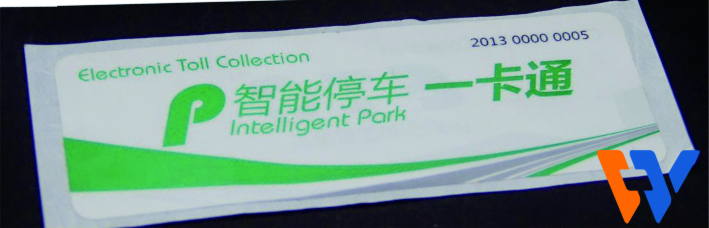 Electronic Toll Collection
2013 0000 0005
P 智能停车 一卡通
Intelligent Park